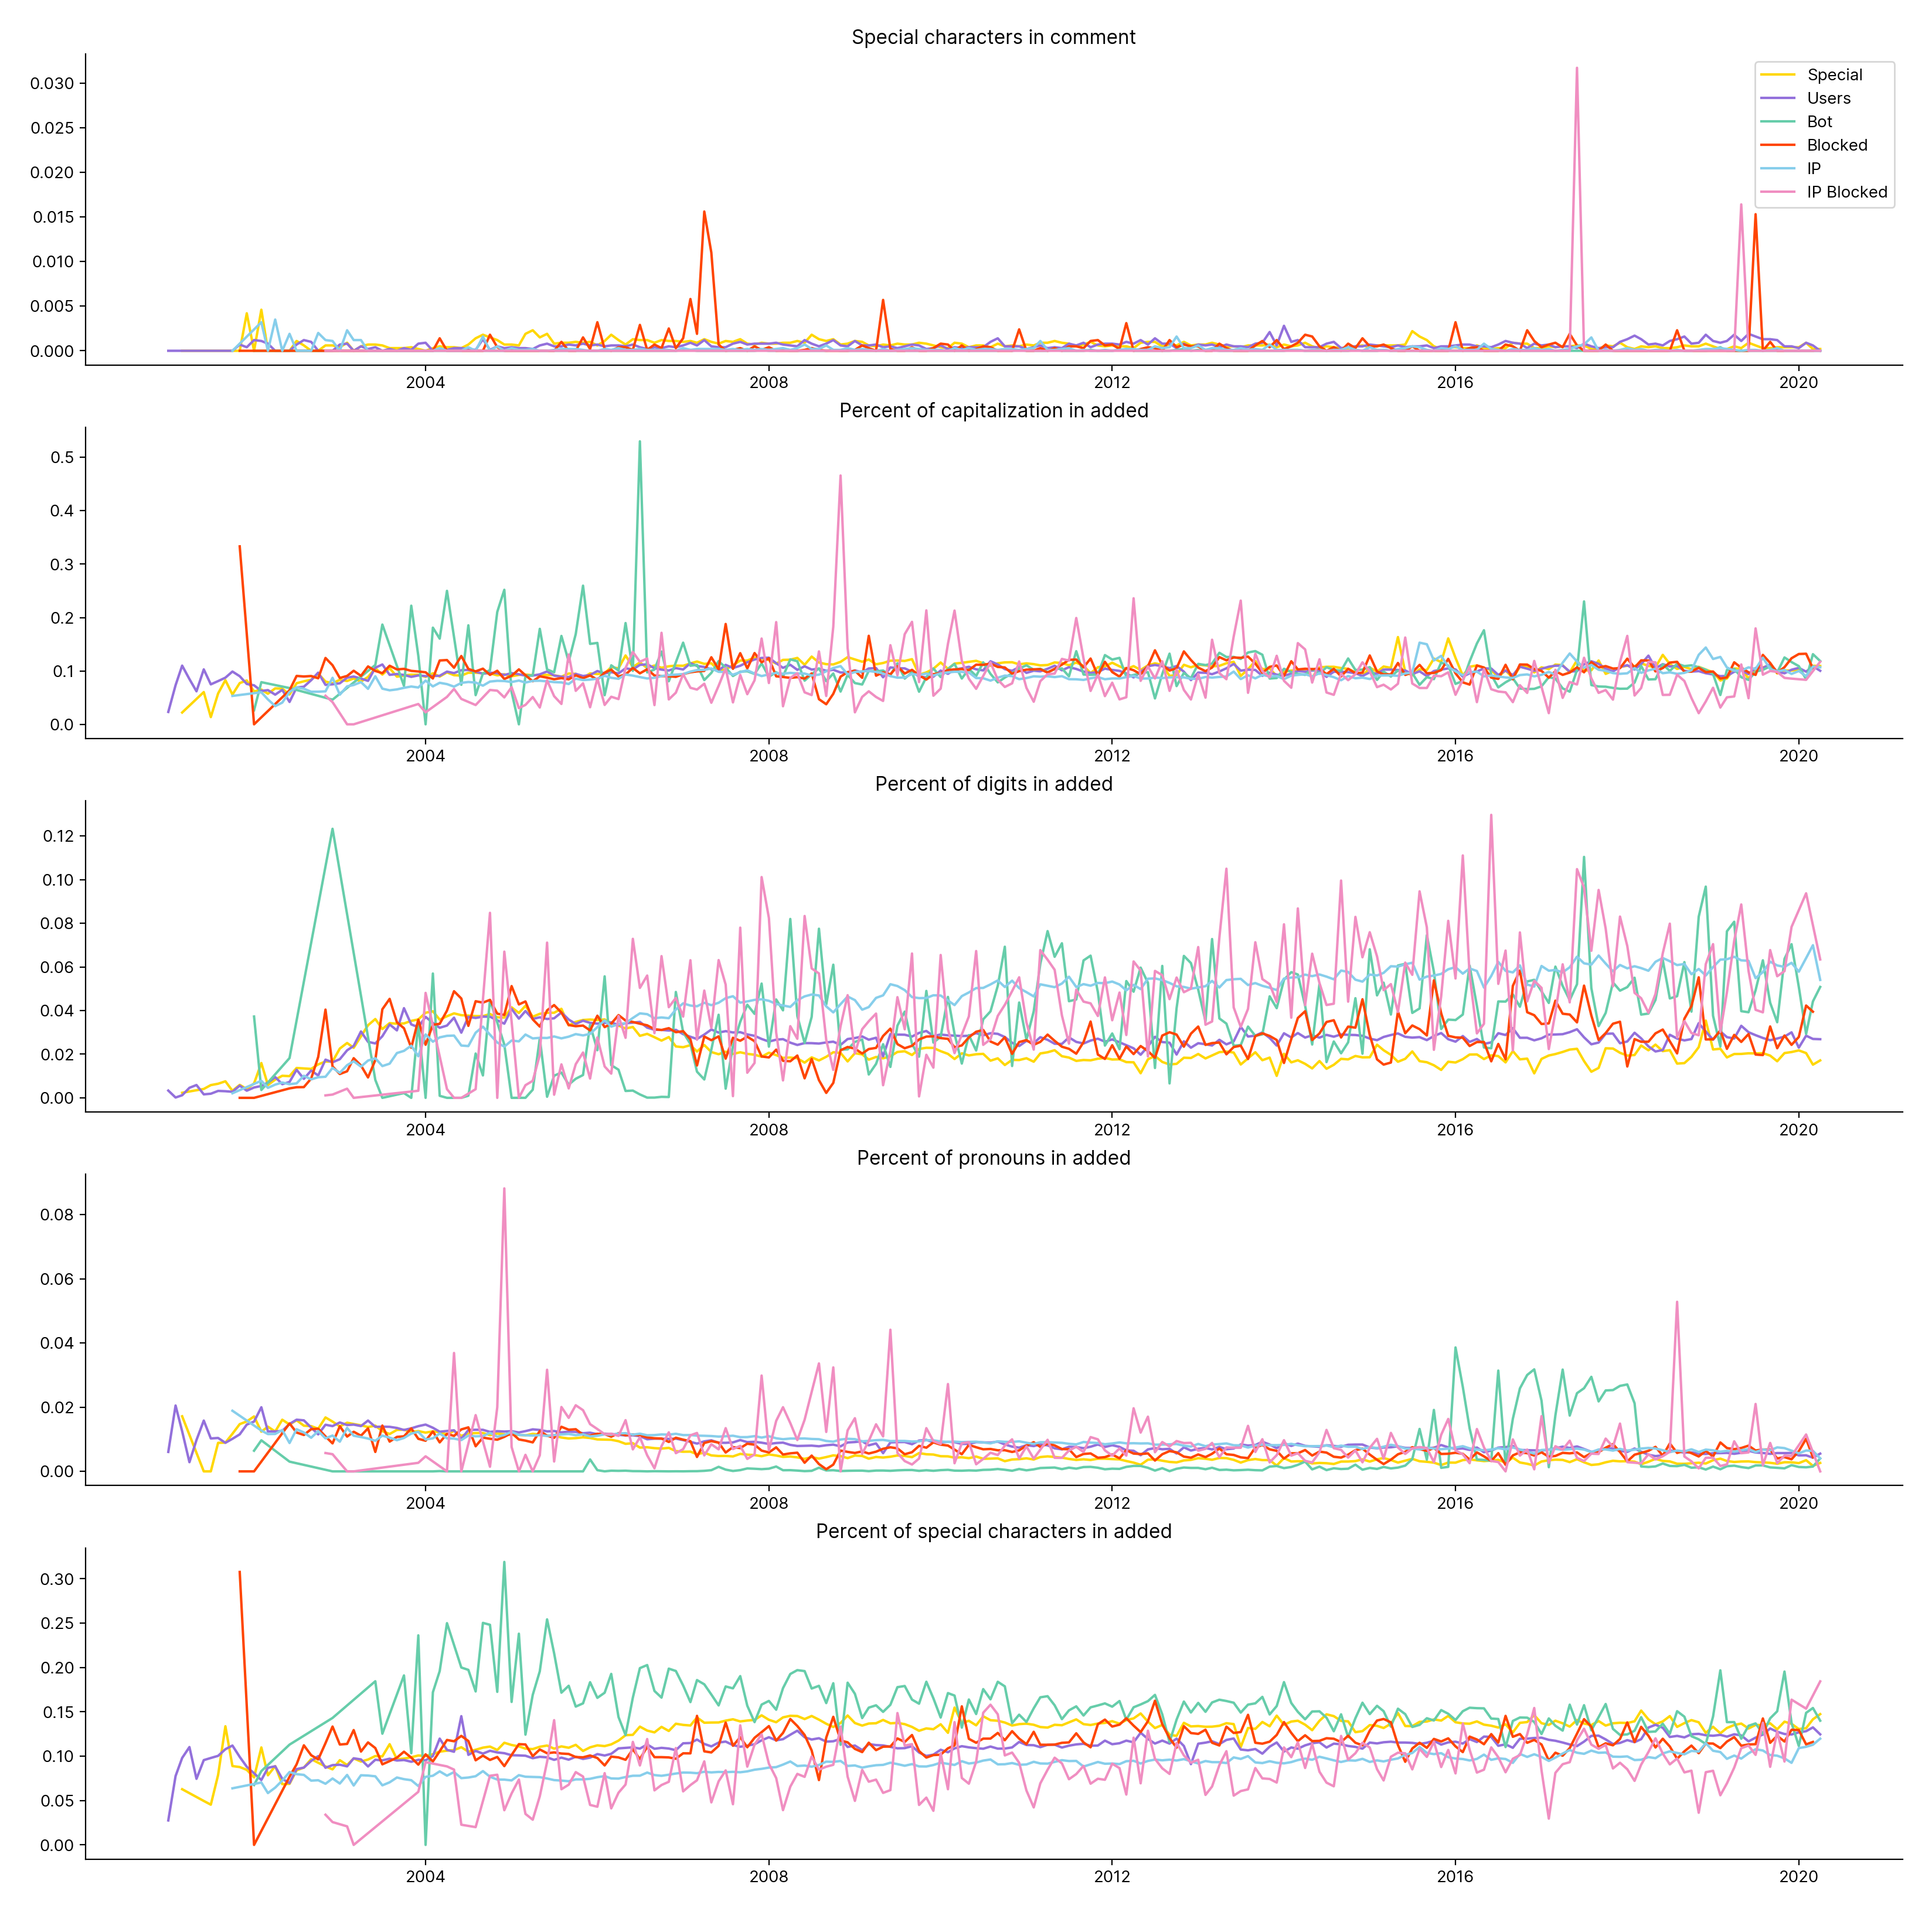 Special characters in comment
0.030
0.025
0.020
0.015
0.010
0.005
0.000
2004 2008 2012 2016 2020
Special
Users
Bot
Blocked
IP
IP Blocked
Percent of capitalization in added
0.5
0.4
0.3
0.2
0.1
0.0
2004 2008 2012 2016 2020
Percent of digits in added
0.12
0.10
0.08
0.06
0.04
0.02
0.00
2004 2008 2012 2016 2020
Percent of pronouns in added
0.08
0.06
0.04
0.02
0.00
2004 2008 2012 2016 2020
Percent of special characters in added
0.30
0.25
0.20
0.15
0.10
0.05
0.00
2004 2008 2012 2016 2020